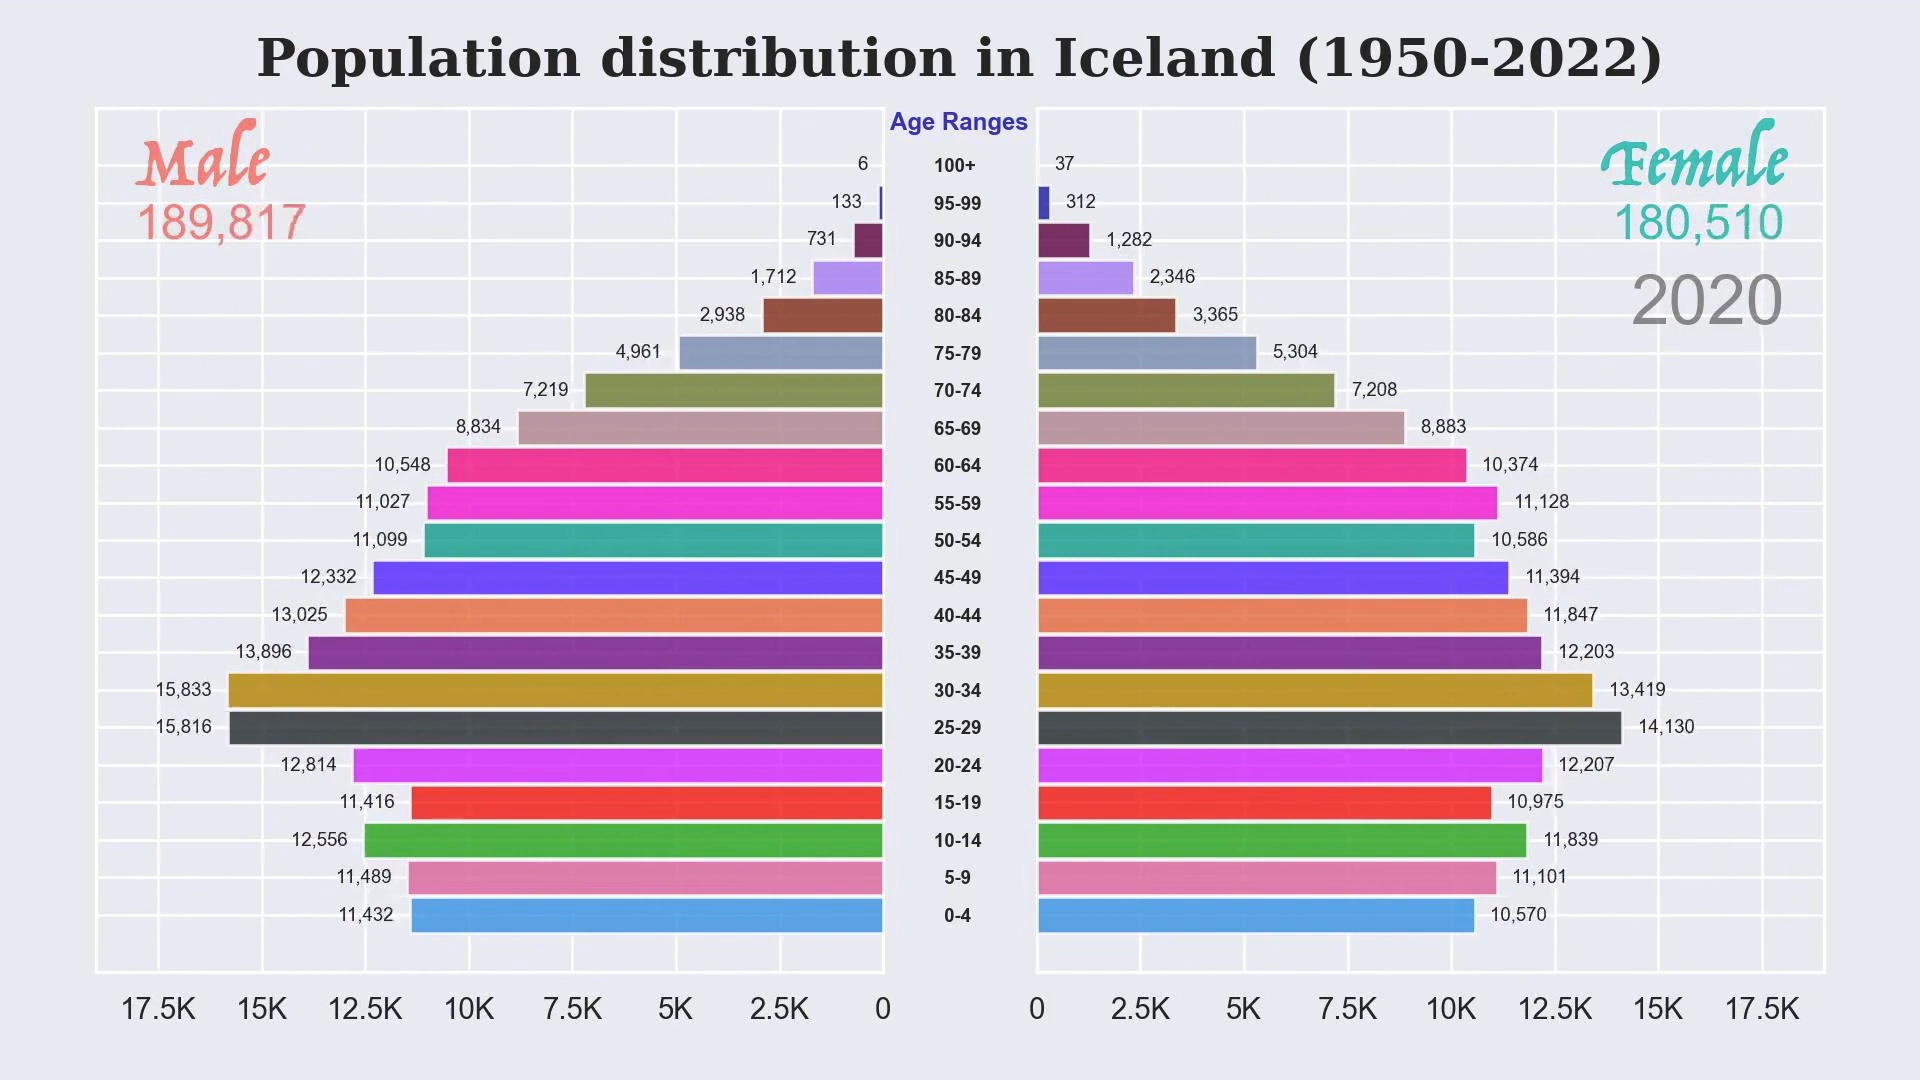 Population distribution in Iceland (1950-2022)
Age Ranges
Male
189,817
Female
180,510
2020
6 100+ 37
133 95-99 312
731 90-94 1,282
1,712 85-89 2,346
2,938 80-84 3,365
4,961 75-79 5,304
7,219 70-74 7,208
8,834 65-69 8,883
10,548 60-64 10,374
11,027 55-59 11,128
11,099 50-54 10,586
12,332 45-49 11,394
13,025 40-44 11,847
13,896 35-39 12,203
15,833 30-34 13,419
15,816 25-29 14,130
12,814 20-24 12,207
11,416 15-19 10,975
12,556 10-14 11,839
11,489 5-9 11,101
11,432 0-4 10,570
17.5K 15K 12.5K 10K 7.5K 5K 2.5K 0 0 2.5K 5K 7.5K 10K 12.5K 15K 17.5K